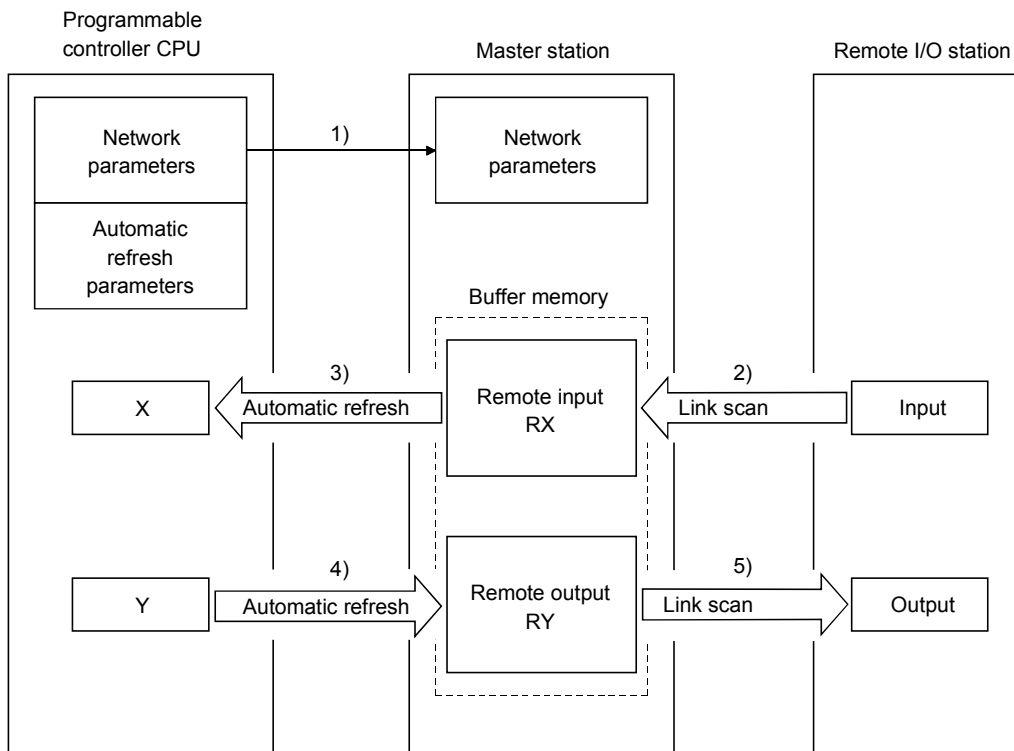 Programmable
controller CPU
Master station
Remote I/O station
Network
parameters
1)
Network
parameters
Automatic
refresh
parameters
Buffer memory
X
3)
Automatic refresh
Remote input
RX
2)
Link scan
Input
Y
4)
Automatic refresh
Remote output
RY
5)
Link scan
Output